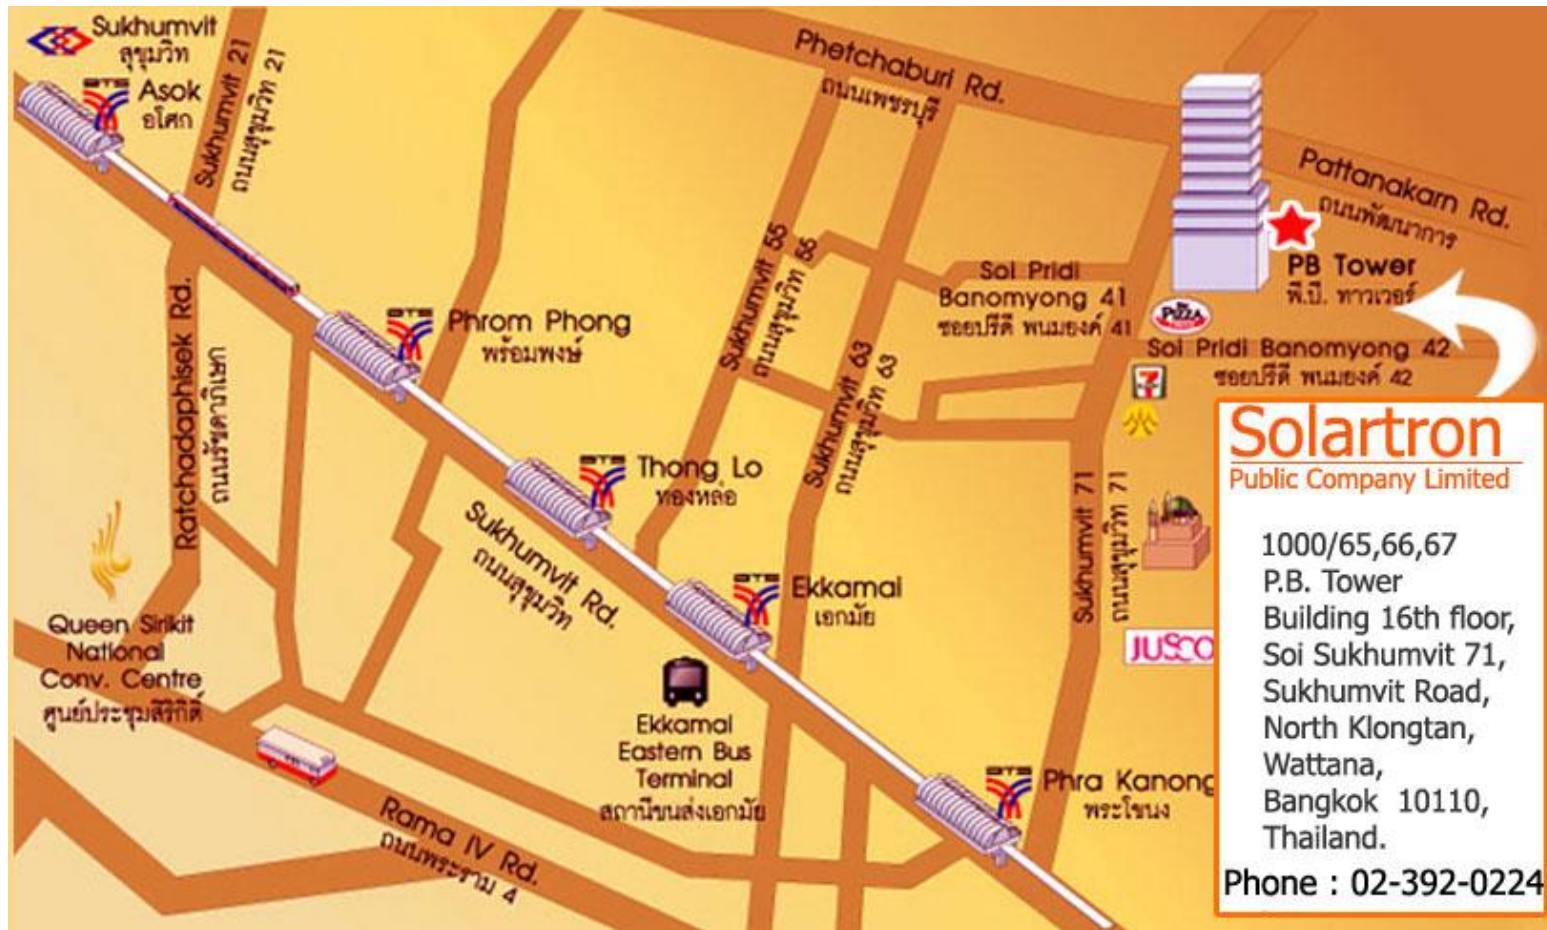 Sukhumvit
สุขุมวิท
BTS
Asok
อโศก
Sukhumvit 21
ถนนสุขุมวิท 21
Phetchaburi Rd.
ถนนเพชรบุรี
Pattanakarn Rd.
ถนนพัฒนาการ
PB Tower
พี.บี. ทาวเวอร์
Soi Pridi
Banomyong 41
ซอยปรีดี พนมยงค์ 41
PIZZA
Soi Pridi Banomyong 42
ซอยปรีดี พนมยงค์ 42
7
Sukhumvit 55
ถนนสุขุมวิท 55
Sukhumvit 63
ถนนสุขุมวิท 63
Ratchadaphisek Rd.
ถนนรัชดาภิเษก
BTS
Phrom Phong
พร้อมพงษ์
BTS
Thong Lo
ทองหล่อ
Sukhumvit Rd.
ถนนสุขุมวิท
Sukhumvit 71
ถนนสุขุมวิท 71
Queen Sirikit
National
Conv. Centre
ศูนย์ประชุมสิริกิติ์
BTS
Ekkamai
เอกมัย
JUSCO
Ekkamai
Eastern Bus
Terminal
สถานีขนส่งเอกมัย
BTS
Phra Kanong
พระโขนง
Rama IV Rd.
ถนนพระราม 4
Solartron
Public Company Limited
1000/65,66,67
P.B. Tower
Building 16th floor,
Soi Sukhumvit 71,
Sukhumvit Road,
North Klongtan,
Wattana,
Bangkok 10110,
Thailand.
Phone : 02-392-0224